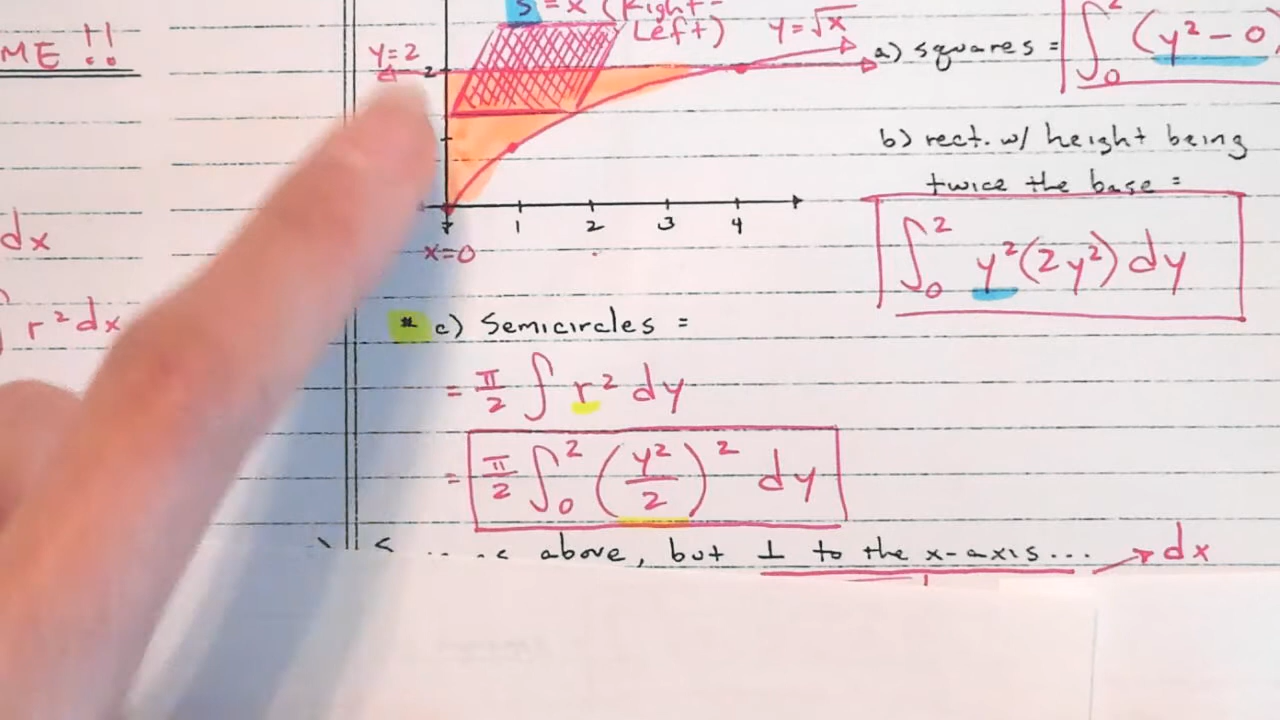 ME !!
dx
r²dx
S = x (Right-
Left)
y=√x
y=2
2
1 2 3 4
x=0
a) squares =
∫₀² (y² - 0)
b) rect. w/ height being
twice the base =
∫₀² y²(2y²) dy
* c) Semicircles =
= π/2 ∫ r² dy
= π/2 ∫₀² (y²/2)² dy
above, but ⊥ to the x-axis... → dx